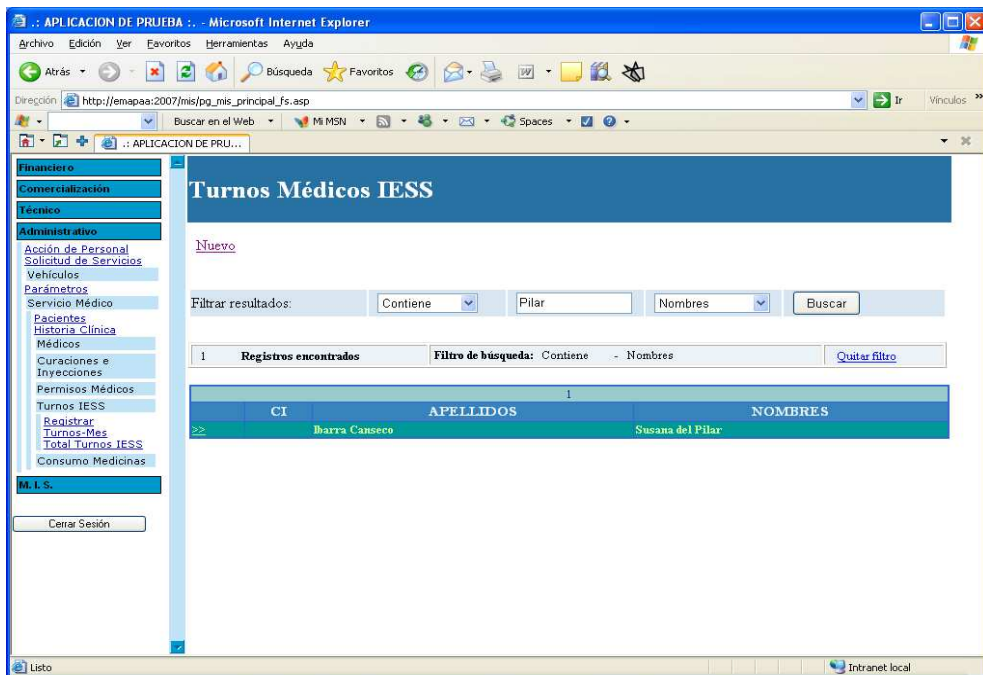 .: APLICACION DE PRUEBA :. . - Microsoft Internet Explorer
Archivo Edición Ver Favoritos Herramientas Ayuda
Atrás Búsqueda Favoritos
Dirección http://emapaa:2007/mis/pg_mis_principal_fs.asp Ir Vínculos »
Buscar en el Web Mi MSN Spaces
.: APLICACION DE PRU...
Financiero
Comercialización
Técnico
Administrativo
Acción de Personal
Solicitud de Servicios
Vehículos
Parámetros
Servicio Médico
Pacientes
Historia Clínica
Médicos
Curaciones e
Inyecciones
Permisos Médicos
Turnos IESS
Registrar
Turnos-Mes
Total Turnos IESS
Consumo Medicinas
M. I. S.
Cerrar Sesión
Turnos Médicos IESS
Nuevo
Filtrar resultados: Contiene Pilar Nombres Buscar
1 Registros encontrados Filtro de búsqueda: Contiene - Nombres Quitar filtro
1
CI APELLIDOS NOMBRES
>> Ibarra Canseco Susana del Pilar
Listo Intranet local